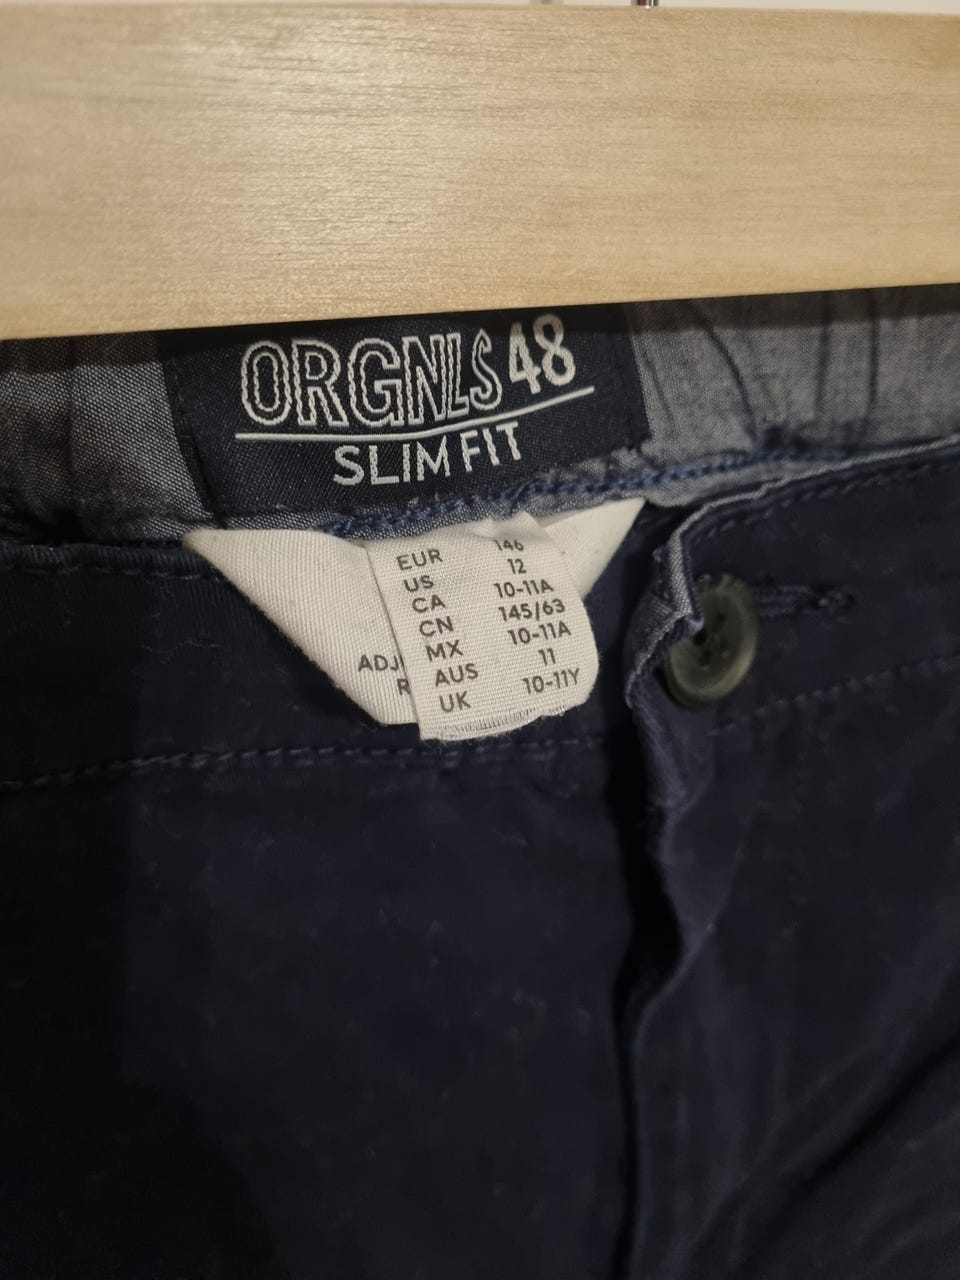 ORGNLS 48
SLIM FIT
EUR 146
US 12
CA 10-11A
CN 145/63
MX 10-11A
AUS 11
UK 10-11Y